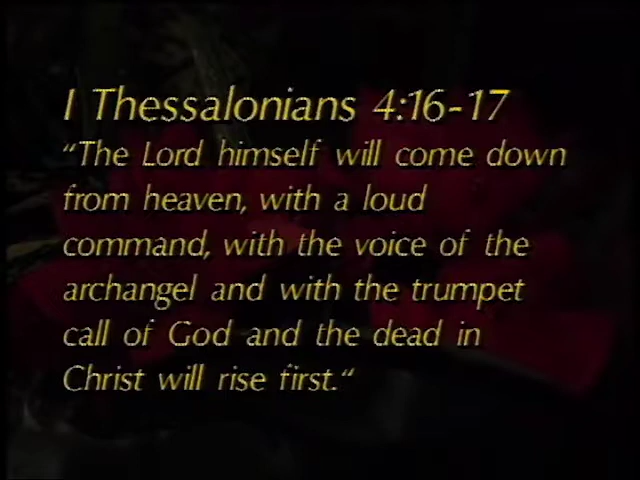 I Thessalonians 4:16-17
“The Lord himself will come down
from heaven, with a loud
command, with the voice of the
archangel and with the trumpet
call of God and the dead in
Christ will rise first.“